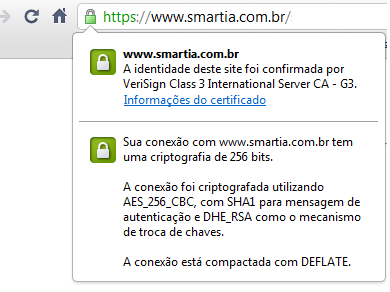 https://www.smartia.com.br/
www.smartia.com.br
A identidade deste site foi confirmada por
VeriSign Class 3 International Server CA - G3.
Informações do certificado
Sua conexão com www.smartia.com.br tem
uma criptografia de 256 bits.
A conexão foi criptografada utilizando
AES_256_CBC, com SHA1 para mensagem de
autenticação e DHE_RSA como o mecanismo
de troca de chaves.
A conexão está compactada com DEFLATE.